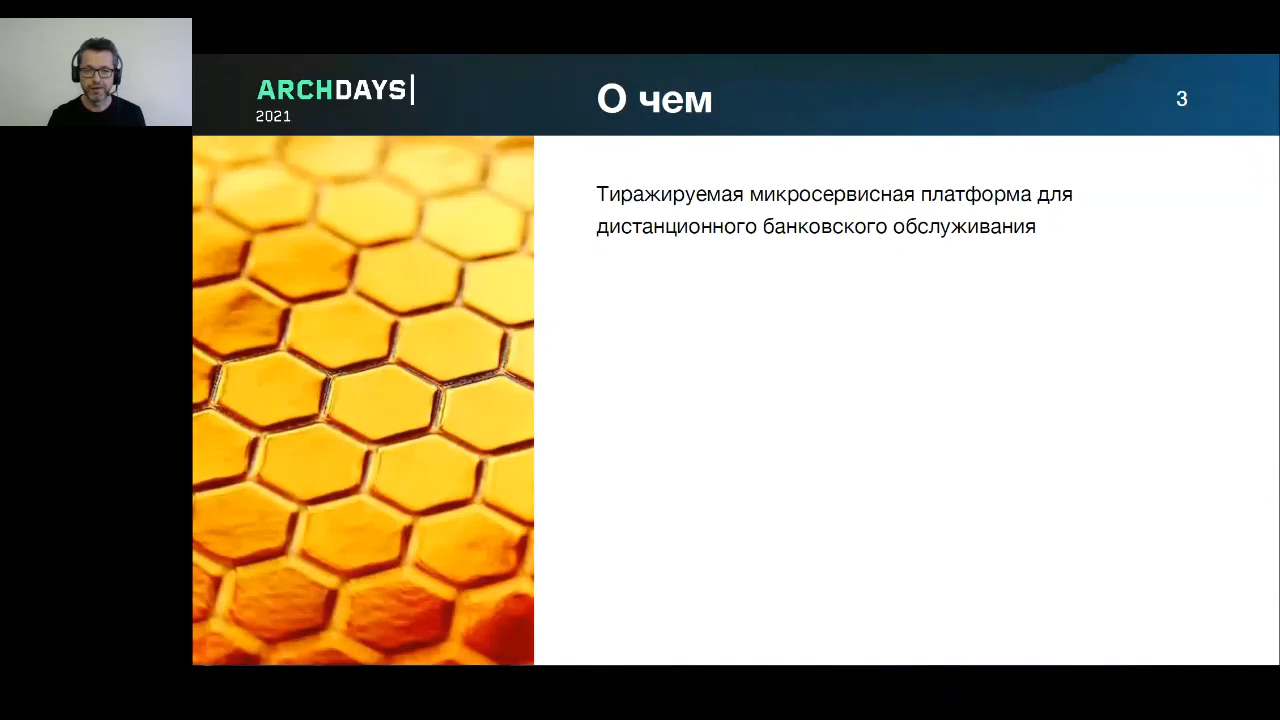 ARCHDAYS
2021
О чем
3
Тиражируемая микросервисная платформа для
дистанционного банковского обслуживания